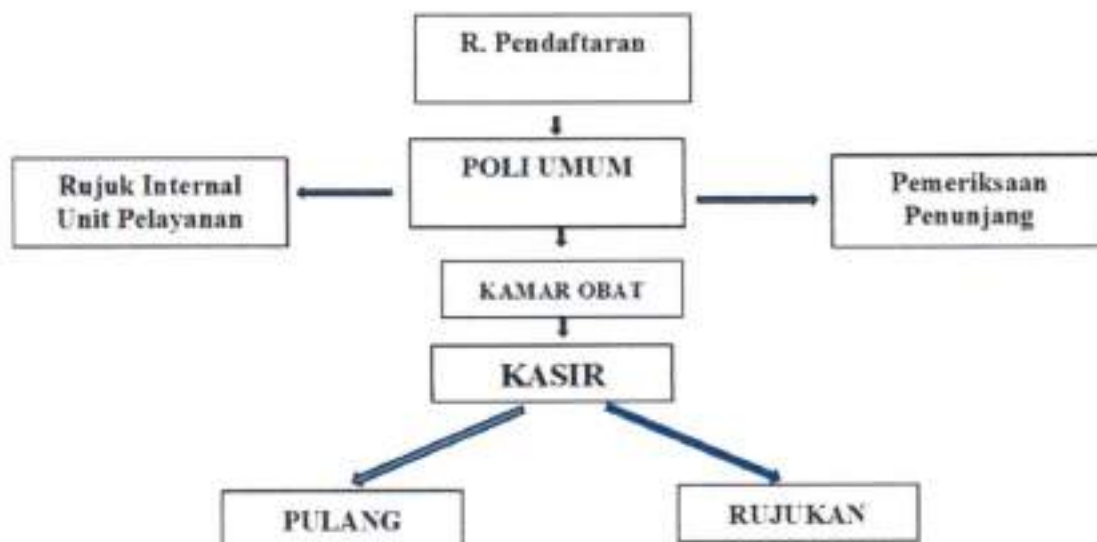 R. Pendaftaran
POLI UMUM
Rujuk Internal
Unit Pelayanan
Pemeriksaan
Penunjang
KAMAR OBAT
KASIR
PULANG
RUJUKAN